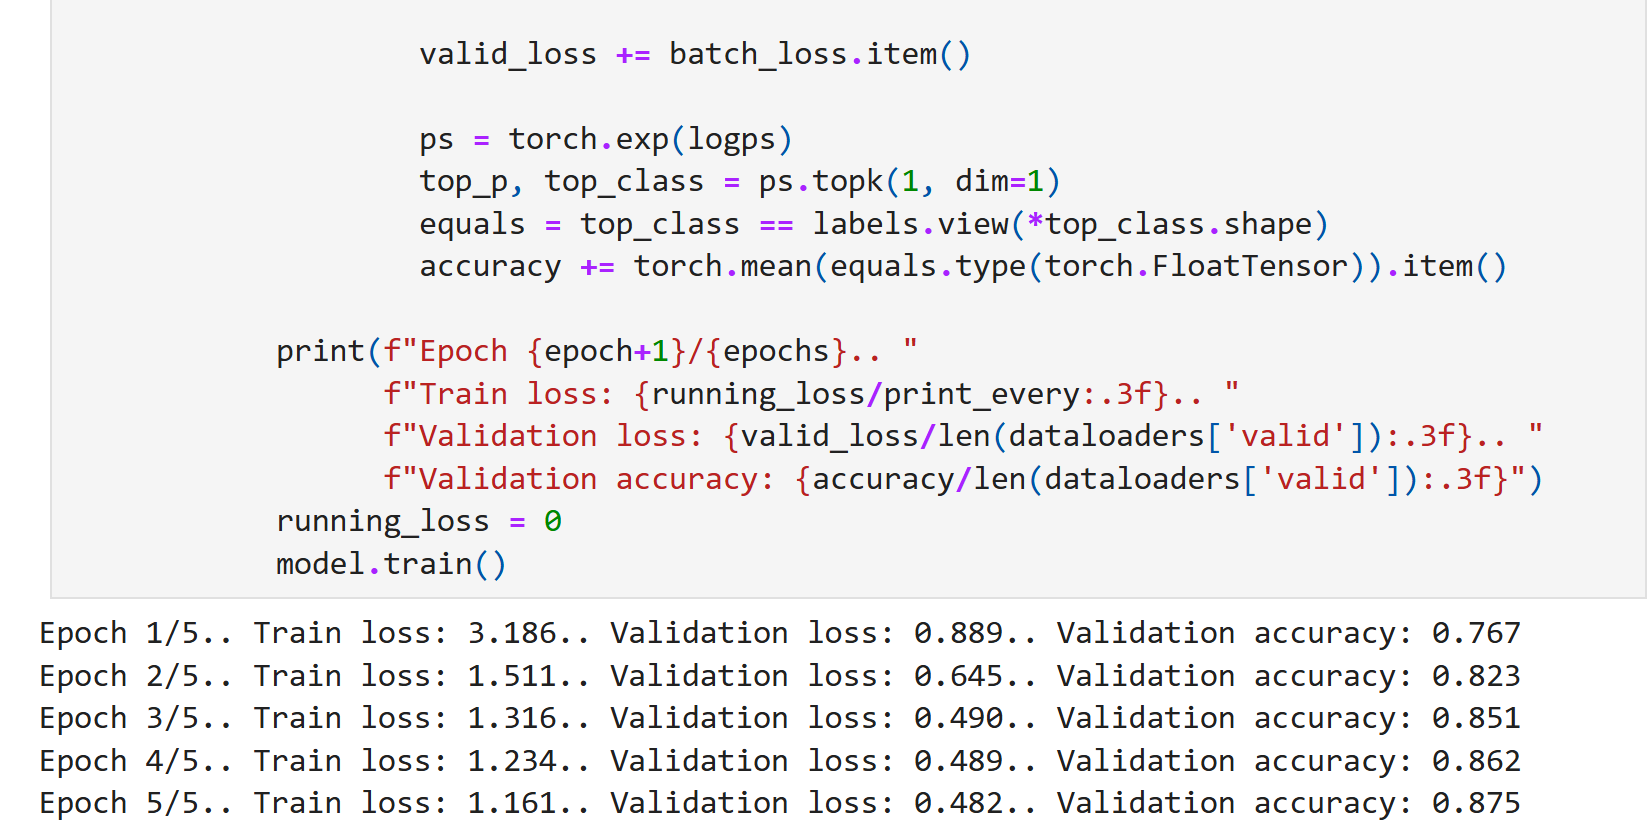 valid_loss += batch_loss.item()
ps = torch.exp(logps)
top_p, top_class = ps.topk(1, dim=1)
equals = top_class == labels.view(*top_class.shape)
accuracy += torch.mean(equals.type(torch.FloatTensor)).item()
print(f"Epoch {epoch+1}/{epochs}.. "
f"Train loss: {running_loss/print_every:.3f}.. "
f"Validation loss: {valid_loss/len(dataloaders['valid']):.3f}.. "
f"Validation accuracy: {accuracy/len(dataloaders['valid']):.3f}")
running_loss = 0
model.train()
Epoch 1/5.. Train loss: 3.186.. Validation loss: 0.889.. Validation accuracy: 0.767
Epoch 2/5.. Train loss: 1.511.. Validation loss: 0.645.. Validation accuracy: 0.823
Epoch 3/5.. Train loss: 1.316.. Validation loss: 0.490.. Validation accuracy: 0.851
Epoch 4/5.. Train loss: 1.234.. Validation loss: 0.489.. Validation accuracy: 0.862
Epoch 5/5.. Train loss: 1.161.. Validation loss: 0.482.. Validation accuracy: 0.875